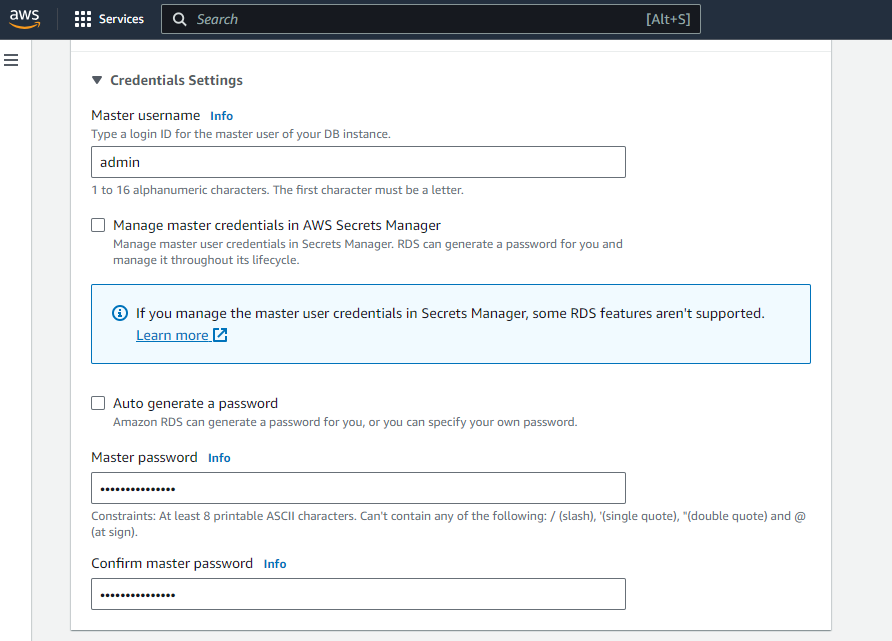 aws
Services
Search [Alt+S]
Credentials Settings
Master username Info
Type a login ID for the master user of your DB instance.
admin
1 to 16 alphanumeric characters. The first character must be a letter.
Manage master credentials in AWS Secrets Manager
Manage master user credentials in Secrets Manager. RDS can generate a password for you and
manage it throughout its lifecycle.
If you manage the master user credentials in Secrets Manager, some RDS features aren't supported.
Learn more
Auto generate a password
Amazon RDS can generate a password for you, or you can specify your own password.
Master password Info
•••••••••••••••
Constraints: At least 8 printable ASCII characters. Can't contain any of the following: / (slash), '(single quote), "(double quote) and @
(at sign).
Confirm master password Info
•••••••••••••••